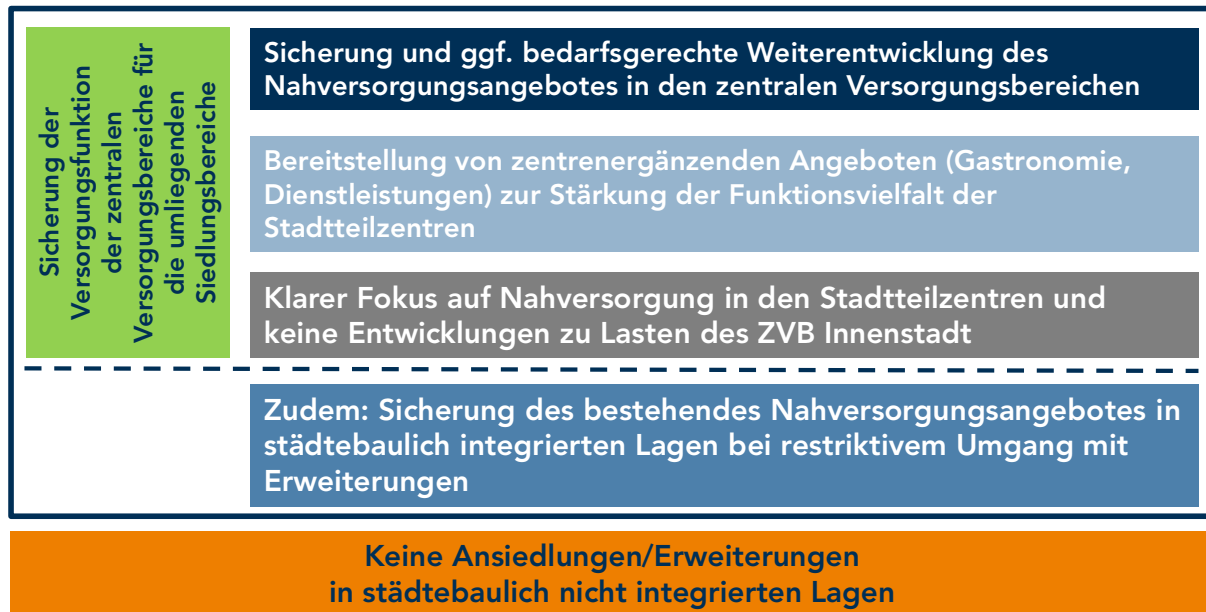 Sicherung der
Versorgungsfunktion
der zentralen
Versorgungsbereiche für
die umliegenden
Siedlungsbereiche
Sicherung und ggf. bedarfsgerechte Weiterentwicklung des
Nahversorgungsangebotes in den zentralen Versorgungsbereichen
Bereitstellung von zentrenergänzenden Angeboten (Gastronomie,
Dienstleistungen) zur Stärkung der Funktionsvielfalt der
Stadtteilzentren
Klarer Fokus auf Nahversorgung in den Stadtteilzentren und
keine Entwicklungen zu Lasten des ZVB Innenstadt
Zudem: Sicherung des bestehendes Nahversorgungsangebotes in
städtebaulich integrierten Lagen bei restriktivem Umgang mit
Erweiterungen
Keine Ansiedlungen/Erweiterungen
in städtebaulich nicht integrierten Lagen